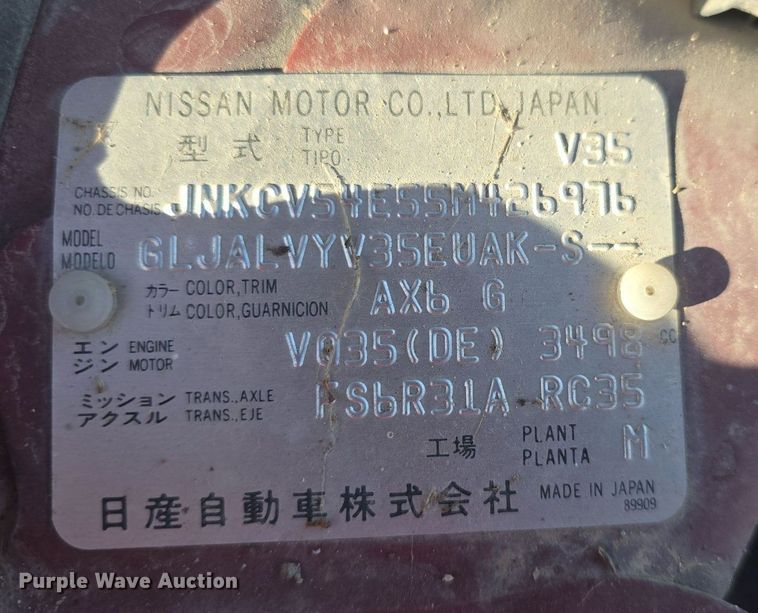 NISSAN MOTOR CO.,LTD.JAPAN
型式 TYPE TIPO V35
CHASSIS NO. NO.DE CHASIS JNKCV54E55M426976
MODEL MODELO GLJALVYV35EUAK-S--
カラー COLOR,TRIM
トリム COLOR,GUARNICION AX6 G
エンジン ENGINE MOTOR VQ35(DE) 3498 CC
ミッション TRANS.,AXLE
アクスル TRANS.,EJE FS6R31A RC35
工場 PLANT PLANTA M
日産自動車株式会社 MADE IN JAPAN
89909
Purple Wave Auction